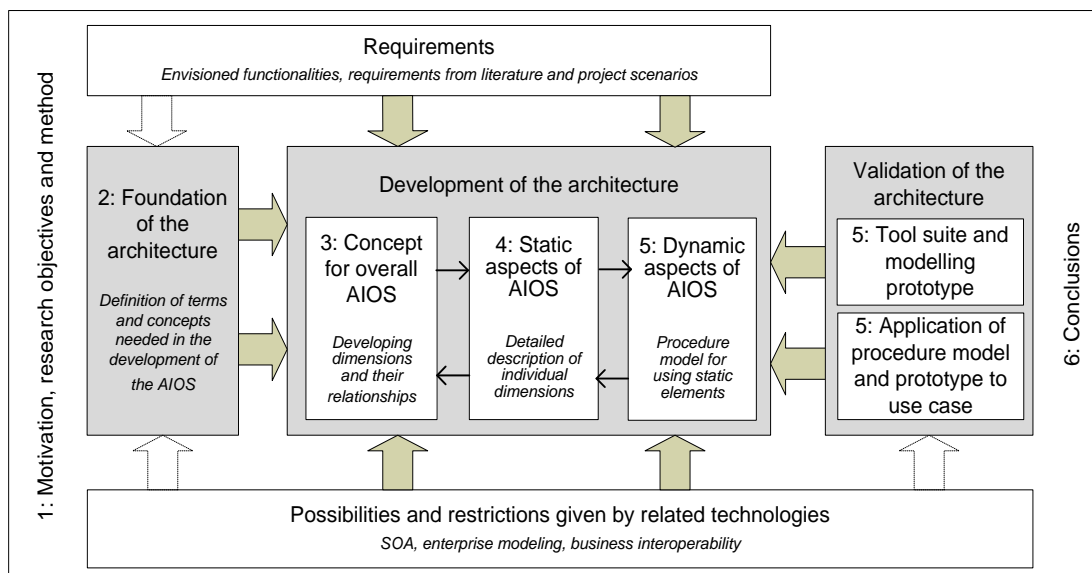 1: Motivation, research objectives and method
Requirements
Envisioned functionalities, requirements from literature and project scenarios
2: Foundation
of the
architecture
Definition of terms
and concepts
needed in the
development of
the AIOS
Development of the architecture
3: Concept
for overall
AIOS
Developing
dimensions
and their
relationships
4: Static
aspects of
AIOS
Detailed
description of
individual
dimensions
5: Dynamic
aspects of
AIOS
Procedure
model for
using static
elements
Validation of the
architecture
5: Tool suite and
modelling
prototype
5: Application of
procedure model
and prototype to
use case
Possibilities and restrictions given by related technologies
SOA, enterprise modeling, business interoperability
6: Conclusions